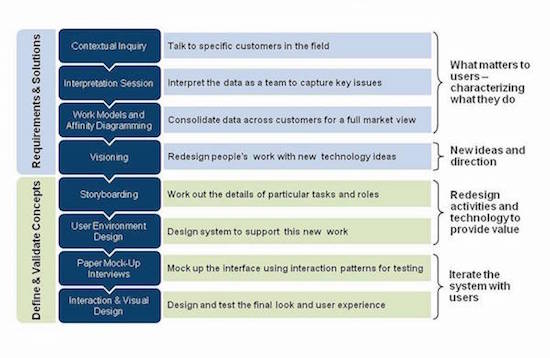 Requirements & Solutions
Contextual Inquiry
Talk to specific customers in the field
Interpretation Session
Interpret the data as a team to capture key issues
Work Models and
Affinity Diagramming
Consolidate data across customers for a full market view
What matters to
users –
characterizing
what they do
Visioning
Redesign people's work with new technology ideas
New ideas and
direction
Define & Validate Concepts
Storyboarding
Work out the details of particular tasks and roles
User Environment
Design
Design system to support this new work
Redesign
activities and
technology to
provide value
Paper Mock-Up
Interviews
Mock up the interface using interaction patterns for testing
Interaction & Visual
Design
Design and test the final look and user experience
Iterate the
system with
users